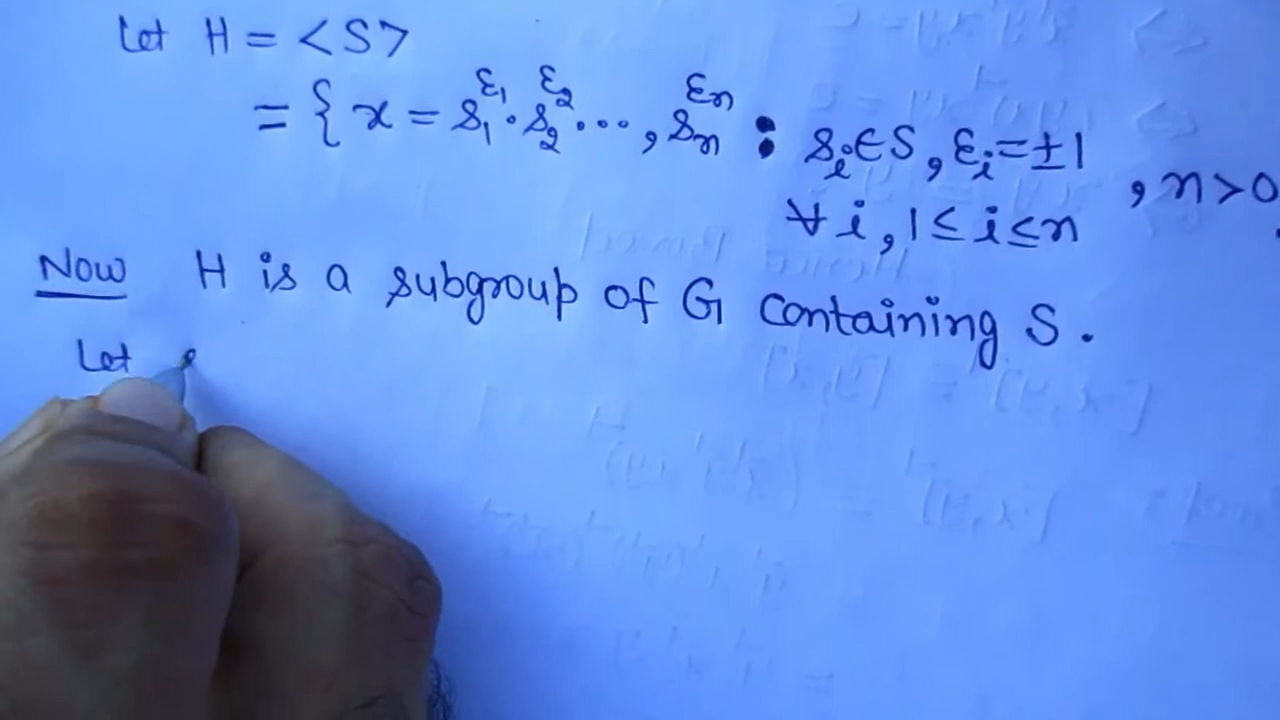 Let H = <S>
= { x = s₁^ε₁ · s₂^ε₂ · ... , sₙ^εₙ : sᵢ ∈ S , εᵢ = ±1 , n > 0
∀ i , 1 ≤ i ≤ n
Now H is a subgroup of G containing S .
Let